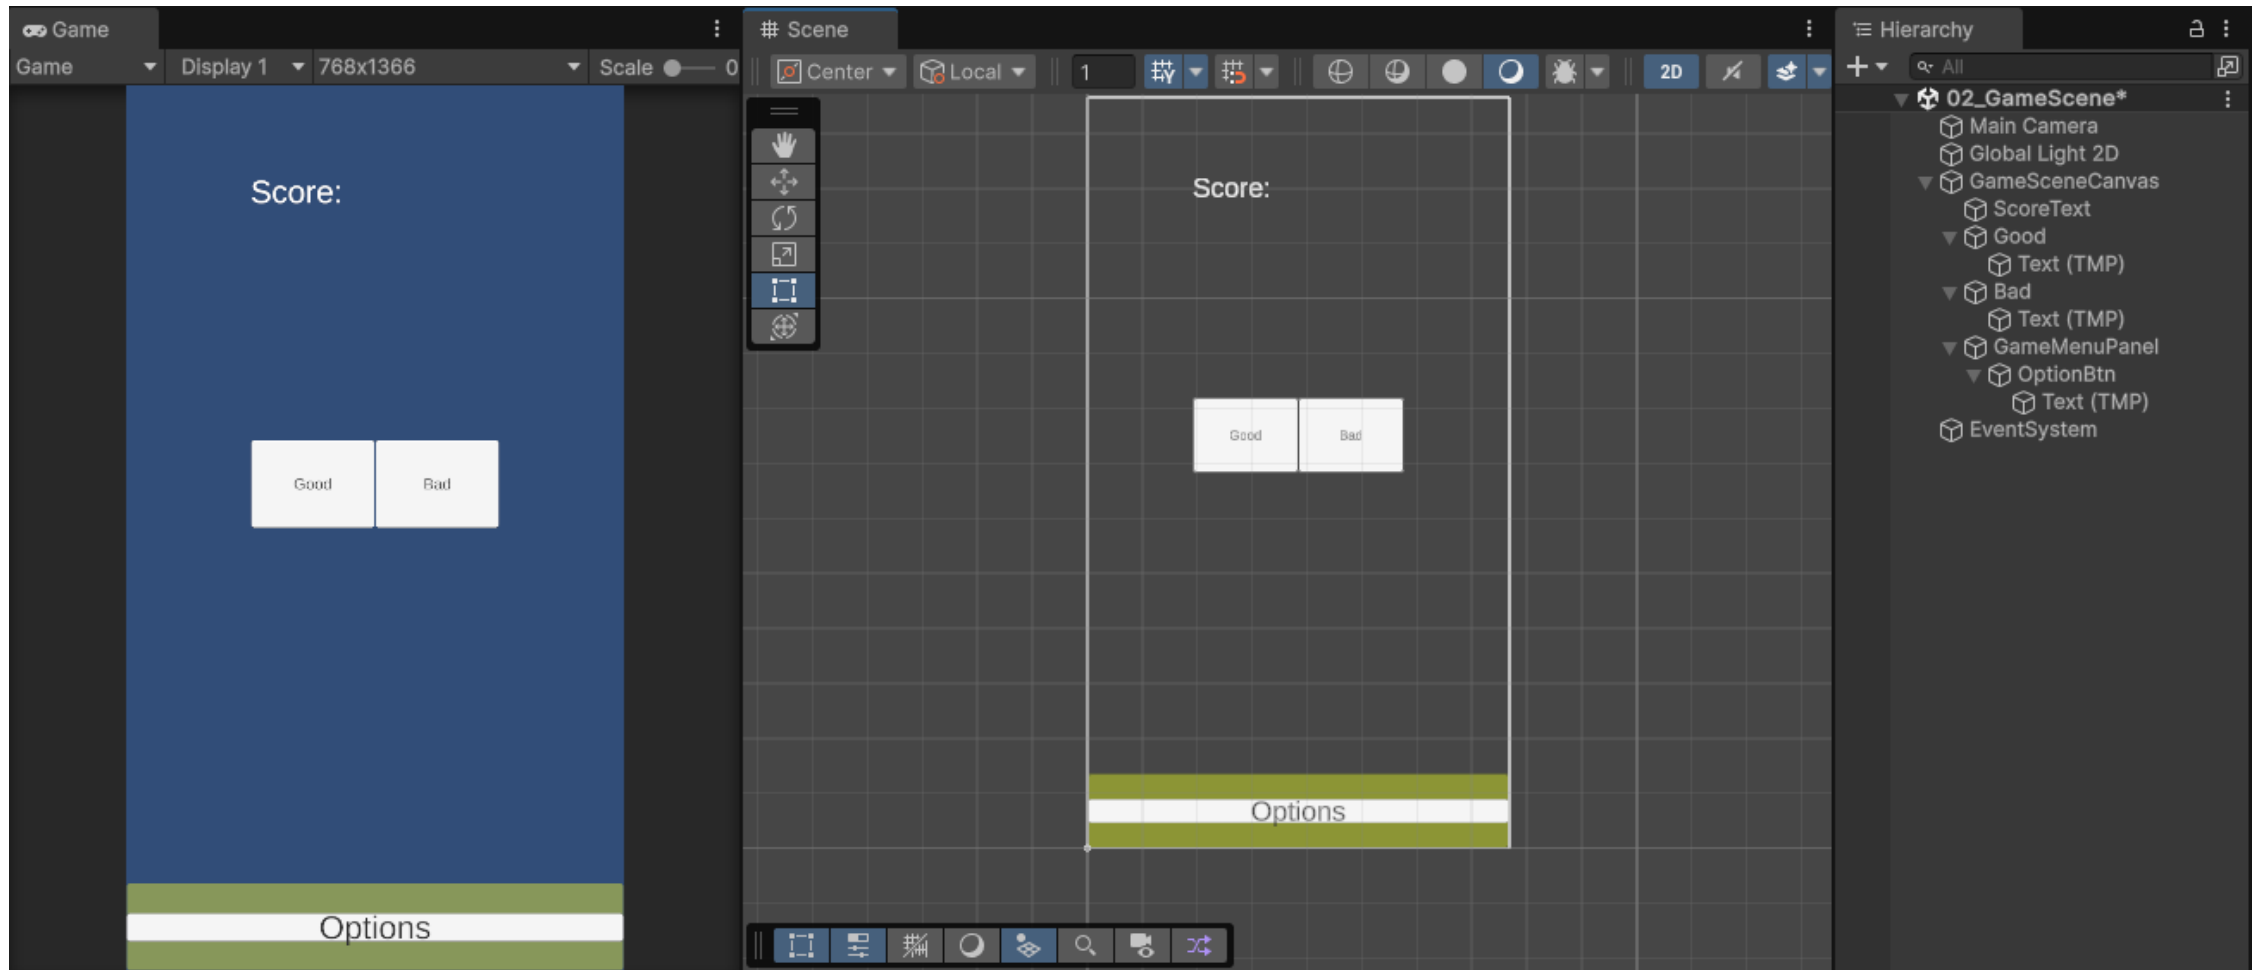 Game
Game
Display 1
768x1366
Scale
0
Score:
Good
Bad
Options
Scene
Center
Local
1
2D
Score:
Good
Bad
Options
Hierarchy
All
02_GameScene*
Main Camera
Global Light 2D
GameSceneCanvas
ScoreText
Good
Text (TMP)
Bad
Text (TMP)
GameMenuPanel
OptionBtn
Text (TMP)
EventSystem